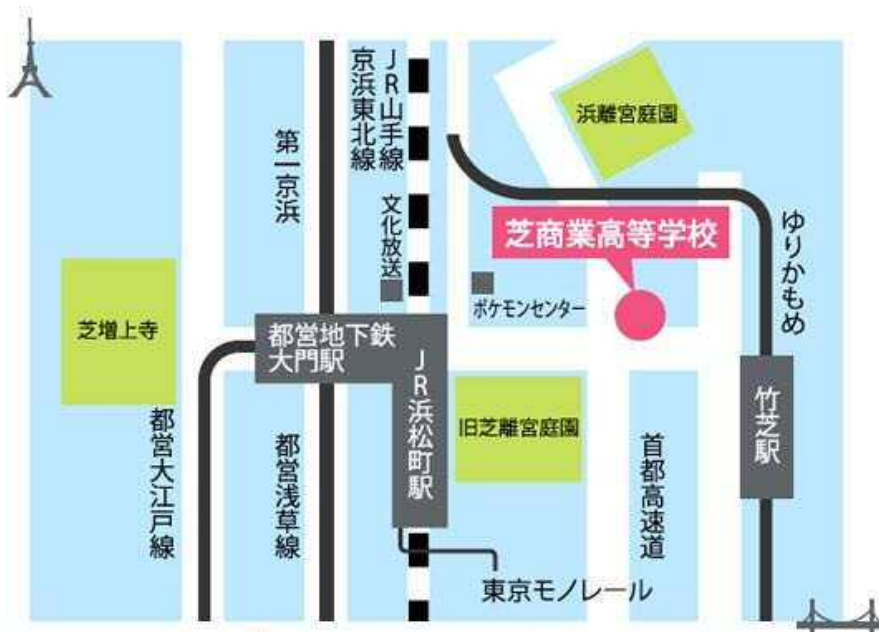 JR山手線
京浜東北線
浜離宮庭園
第一京浜
文化放送
芝商業高等学校
ゆりかもめ
ポケモンセンター
芝増上寺
都営地下鉄
大門駅
JR浜松町駅
旧芝離宮庭園
竹芝駅
都営大江戸線
都営浅草線
首都高速道
東京モノレール